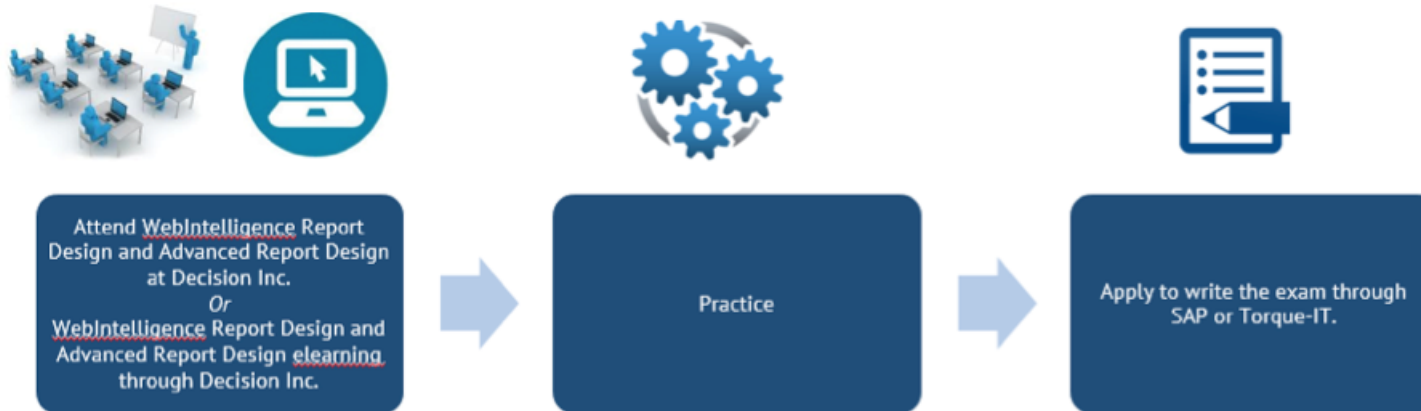 Attend WebIntelligence Report
Design and Advanced Report Design
at Decision Inc.
Or
WebIntelligence Report Design and
Advanced Report Design elearning
through Decision Inc.
Practice
Apply to write the exam through
SAP or Torque-IT.